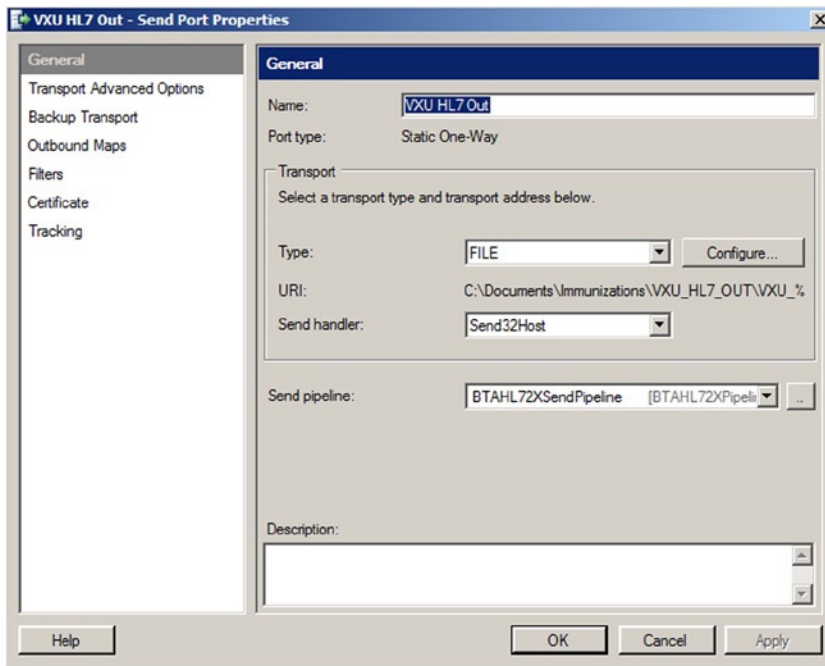 VXU HL7 Out - Send Port Properties
General
Transport Advanced Options
Backup Transport
Outbound Maps
Filters
Certificate
Tracking
General
Name: VXU HL7 Out
Port type: Static One-Way
Transport
Select a transport type and transport address below.
Type: FILE Configure...
URI: C:\Documents\Immunizations\VXU_HL7_OUT\VXU_%
Send handler: Send32Host
Send pipeline: BTAHL72XSendPipeline [BTAHL72XPipelin ..
Description:
Help OK Cancel Apply